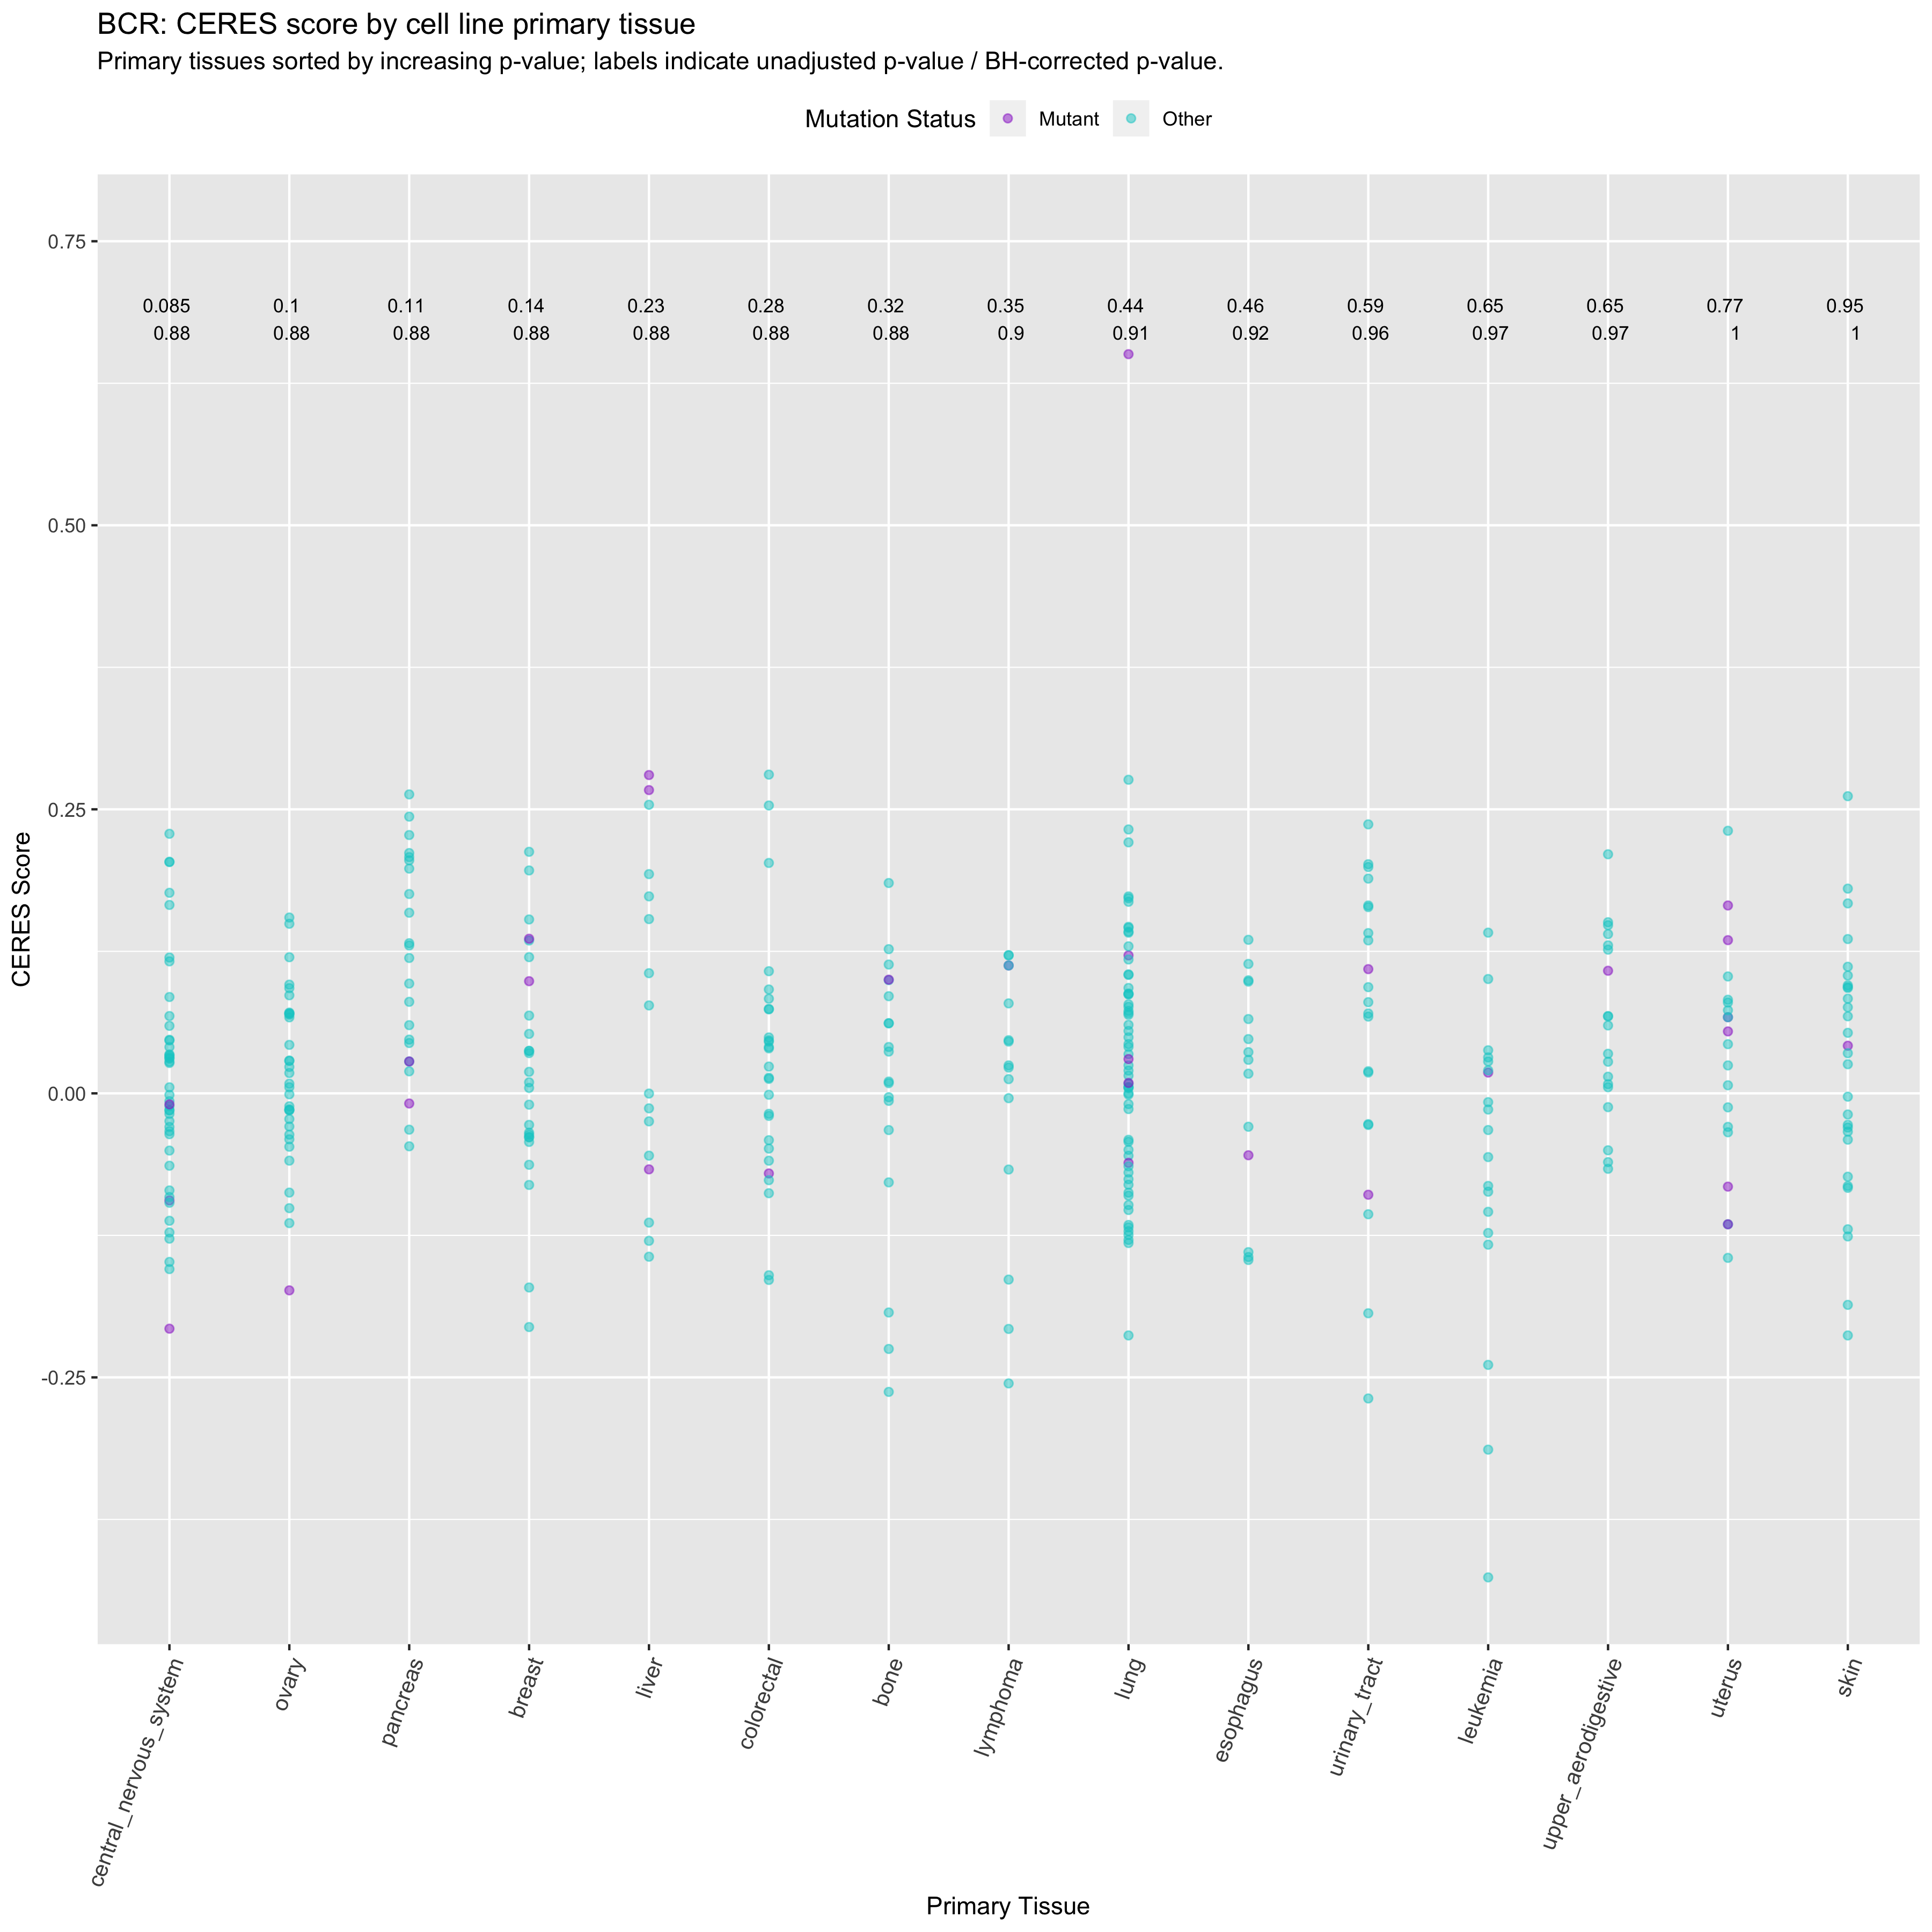 BCR: CERES score by cell line primary tissue
Primary tissues sorted by increasing p-value; labels indicate unadjusted p-value / BH-corrected p-value.
Mutation Status Mutant Other
0.75
0.085 0.1 0.11 0.14 0.23 0.28 0.32 0.35 0.44 0.46 0.59 0.65 0.65 0.77 0.95
0.88 0.88 0.88 0.88 0.88 0.88 0.88 0.9 0.91 0.92 0.96 0.97 0.97 1 1
0.50
0.25
0.00
-0.25
CERES Score
central_nervous_system
ovary
pancreas
breast
liver
colorectal
bone
lymphoma
lung
esophagus
urinary_tract
leukemia
upper_aerodigestive
uterus
skin
Primary Tissue